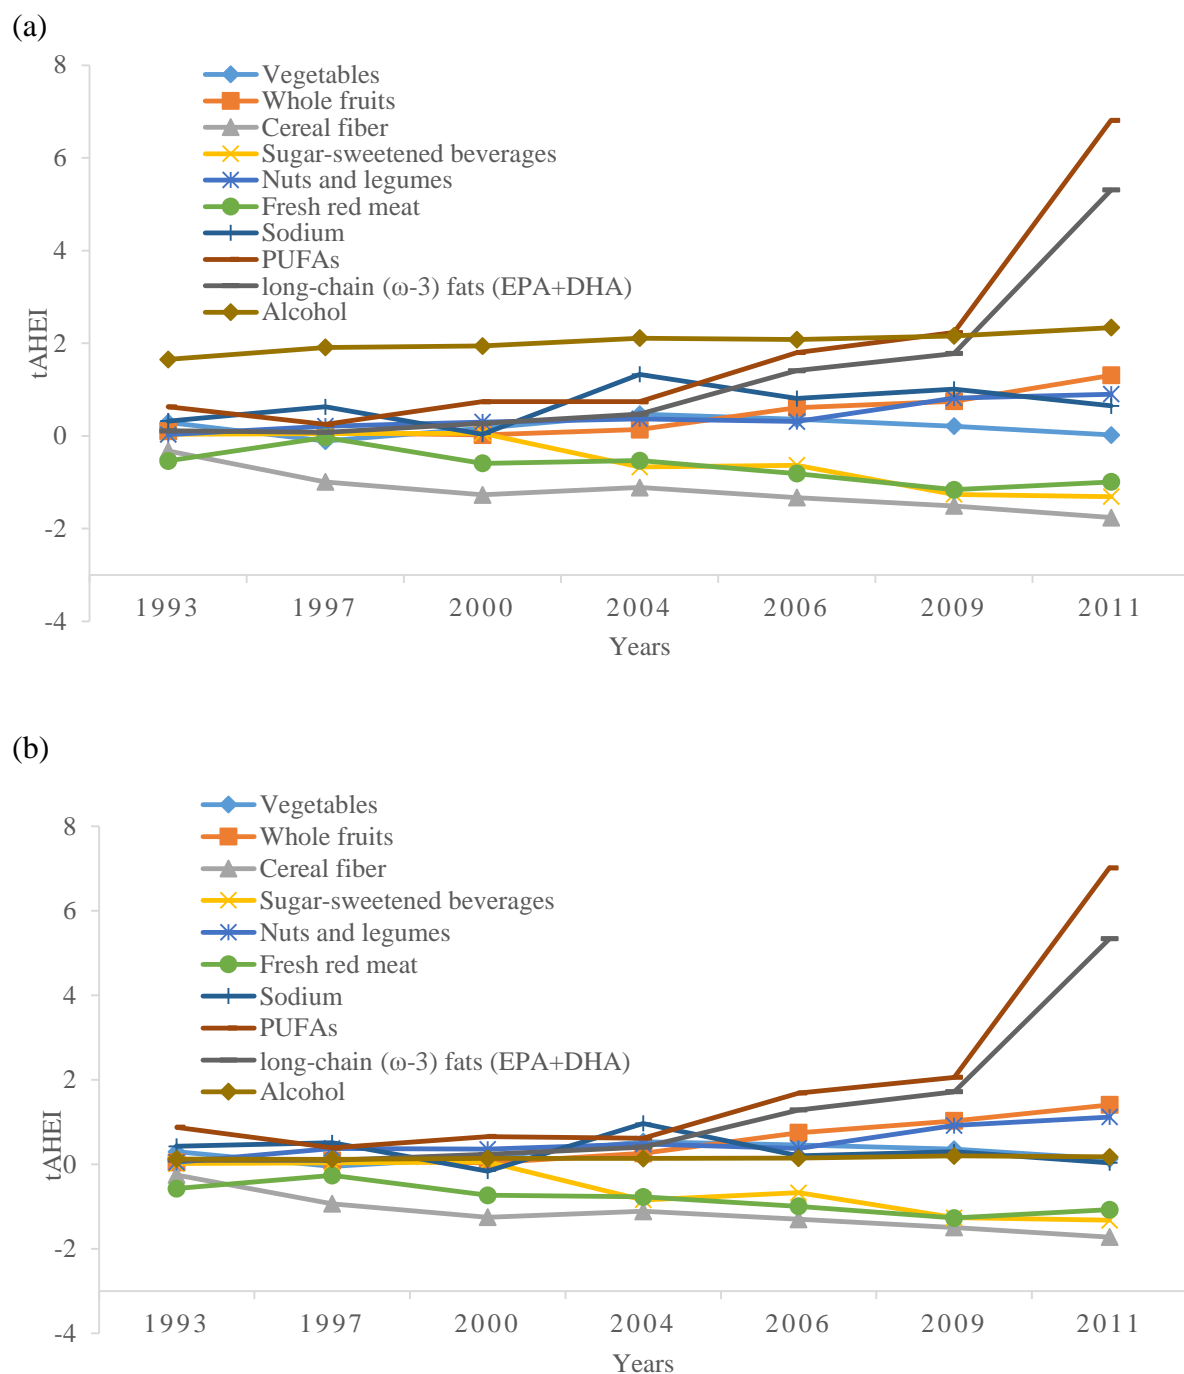 (a)
8
6
4
2
0
-2
-4
tAHEI
Vegetables
Whole fruits
Cereal fiber
Sugar-sweetened beverages
Nuts and legumes
Fresh red meat
Sodium
PUFAs
long-chain (ω-3) fats (EPA+DHA)
Alcohol
1993 1997 2000 2004 2006 2009 2011
Years
(b)
8
6
4
2
0
-2
-4
tAHEI
Vegetables
Whole fruits
Cereal fiber
Sugar-sweetened beverages
Nuts and legumes
Fresh red meat
Sodium
PUFAs
long-chain (ω-3) fats (EPA+DHA)
Alcohol
1993 1997 2000 2004 2006 2009 2011
Years